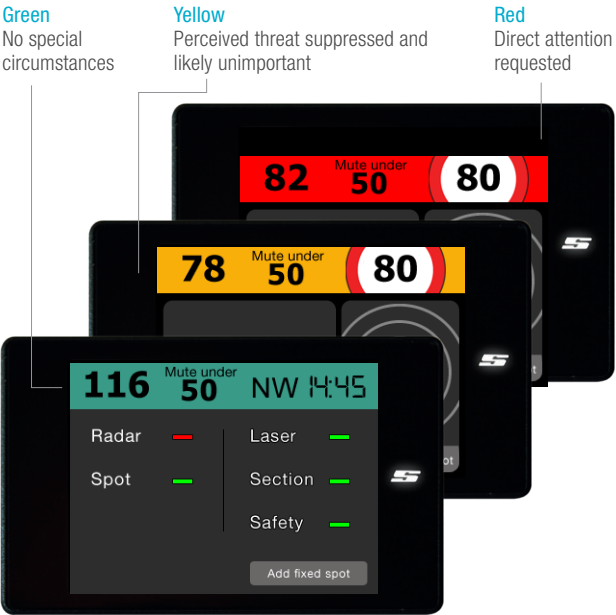 Green
No special
circumstances
Yellow
Perceived threat suppressed and
likely unimportant
Red
Direct attention
requested
82
Mute under
50
80
78
Mute under
50
80
ot
116
Mute under
50
NW 14:45
Radar
Laser
Spot
Section
Safety
Add fixed spot
ot